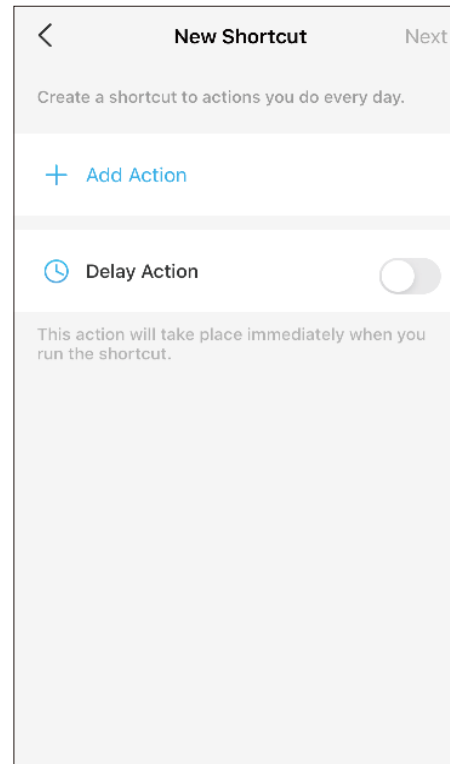 New Shortcut Next
Create a shortcut to actions you do every day.
Add Action
Delay Action
This action will take place immediately when you
run the shortcut.